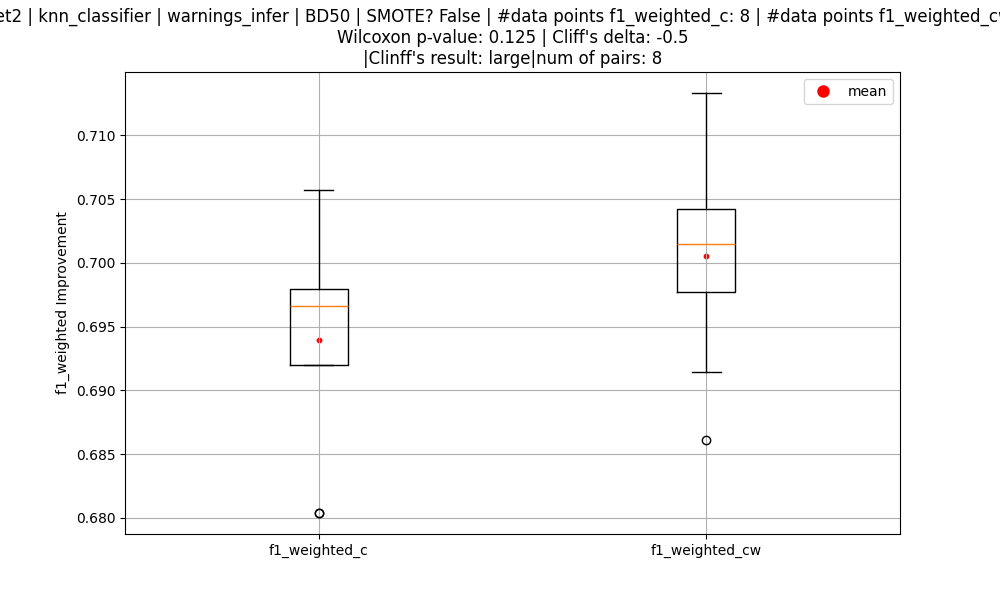 et2 | knn_classifier | warnings_infer | BD50 | SMOTE? False | #data points f1_weighted_c: 8 | #data points f1_weighted_cw
Wilcoxon p-value: 0.125 | Cliff's delta: -0.5
|Clinff's result: large|num of pairs: 8
mean
0.710
0.705
0.700
0.695
0.690
0.685
0.680
f1_weighted Improvement
f1_weighted_c
f1_weighted_cw